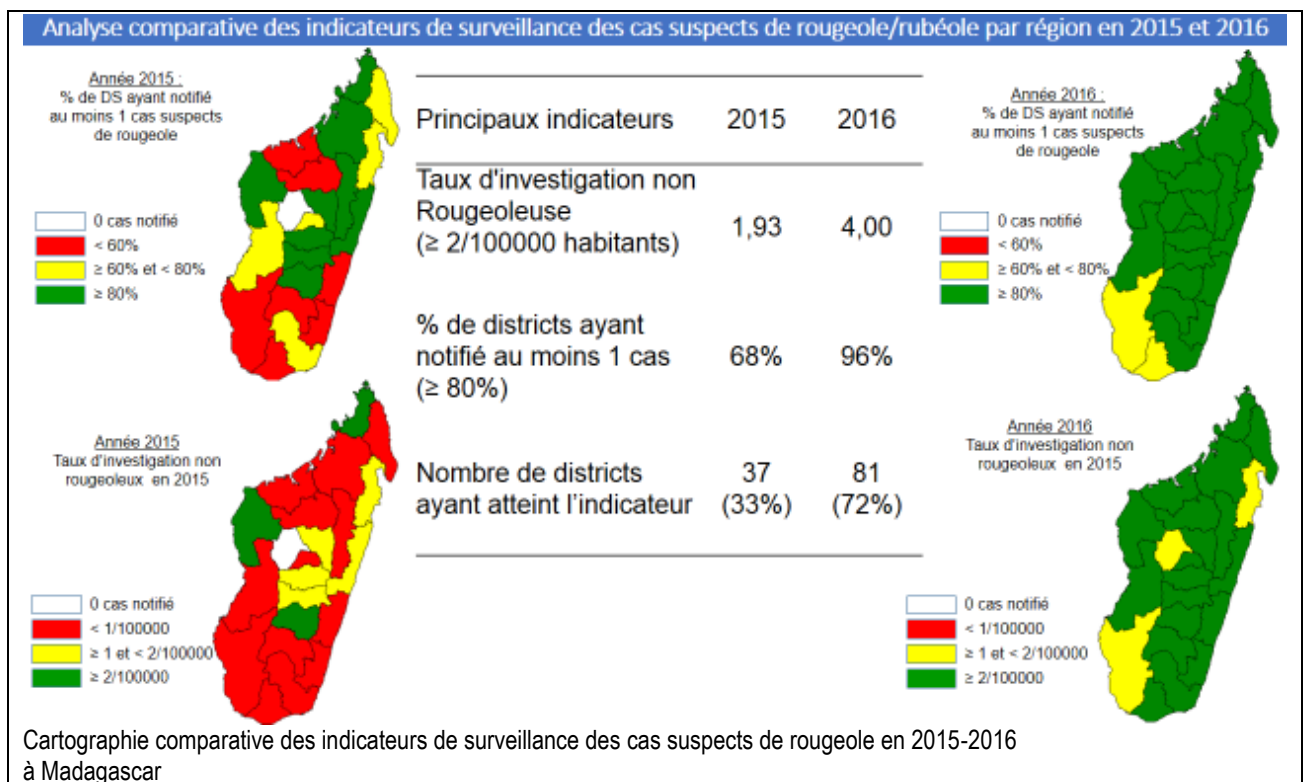 Analyse comparative des indicateurs de surveillance des cas suspects de rougeole/rubéole par région en 2015 et 2016
Année 2015 :
% de DS ayant notifié
au moins 1 cas suspects
de rougeole
0 cas notifié
< 60%
≥ 60% et < 80%
≥ 80%
Année 2015
Taux d'investigation non
rougeoleux en 2015
0 cas notifié
< 1/100000
≥ 1 et < 2/100000
≥ 2/100000
Principaux indicateurs 2015 2016
Taux d'investigation non
Rougeoleuse
(≥ 2/100000 habitants) 1,93 4,00
% de districts ayant
notifié au moins 1 cas 68% 96%
(≥ 80%)
Nombre de districts 37 81
ayant atteint l'indicateur (33%) (72%)
Année 2016 :
% de DS ayant notifié
au moins 1 cas suspects
de rougeole
0 cas notifié
< 60%
≥ 60% et < 80%
≥ 80%
Année 2016
Taux d'investigation non
rougeoleux en 2015
0 cas notifié
< 1/100000
≥ 1 et < 2/100000
≥ 2/100000
Cartographie comparative des indicateurs de surveillance des cas suspects de rougeole en 2015-2016
à Madagascar